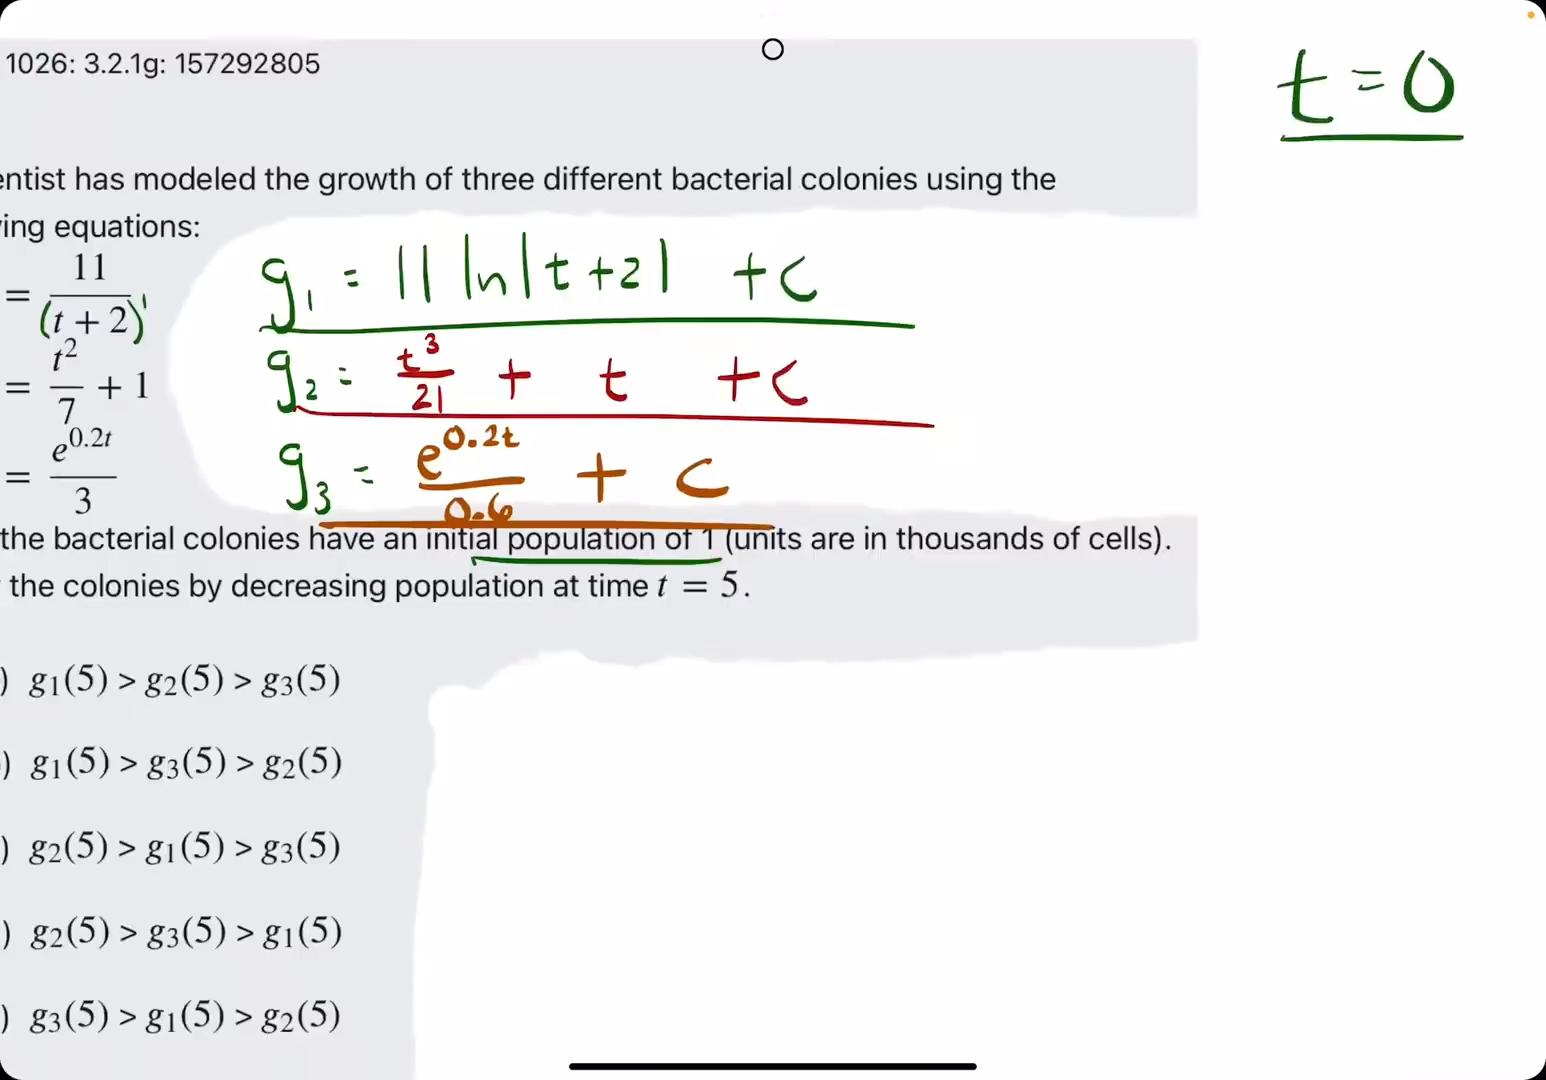 1026: 3.2.1g: 157292805
t = 0
entist has modeled the growth of three different bacterial colonies using the
ing equations:
= 11/(t + 2)^1
g₁ = 11 ln|t+2| + c
= t²/7 + 1
g₂ = t³/21 + t + c
= e^0.2t/3
g₃ = e^0.2t/0.6 + c
the bacterial colonies have an initial population of 1 (units are in thousands of cells).
the colonies by decreasing population at time t = 5.
) g₁(5) > g₂(5) > g₃(5)
) g₁(5) > g₃(5) > g₂(5)
) g₂(5) > g₁(5) > g₃(5)
) g₂(5) > g₃(5) > g₁(5)
) g₃(5) > g₁(5) > g₂(5)